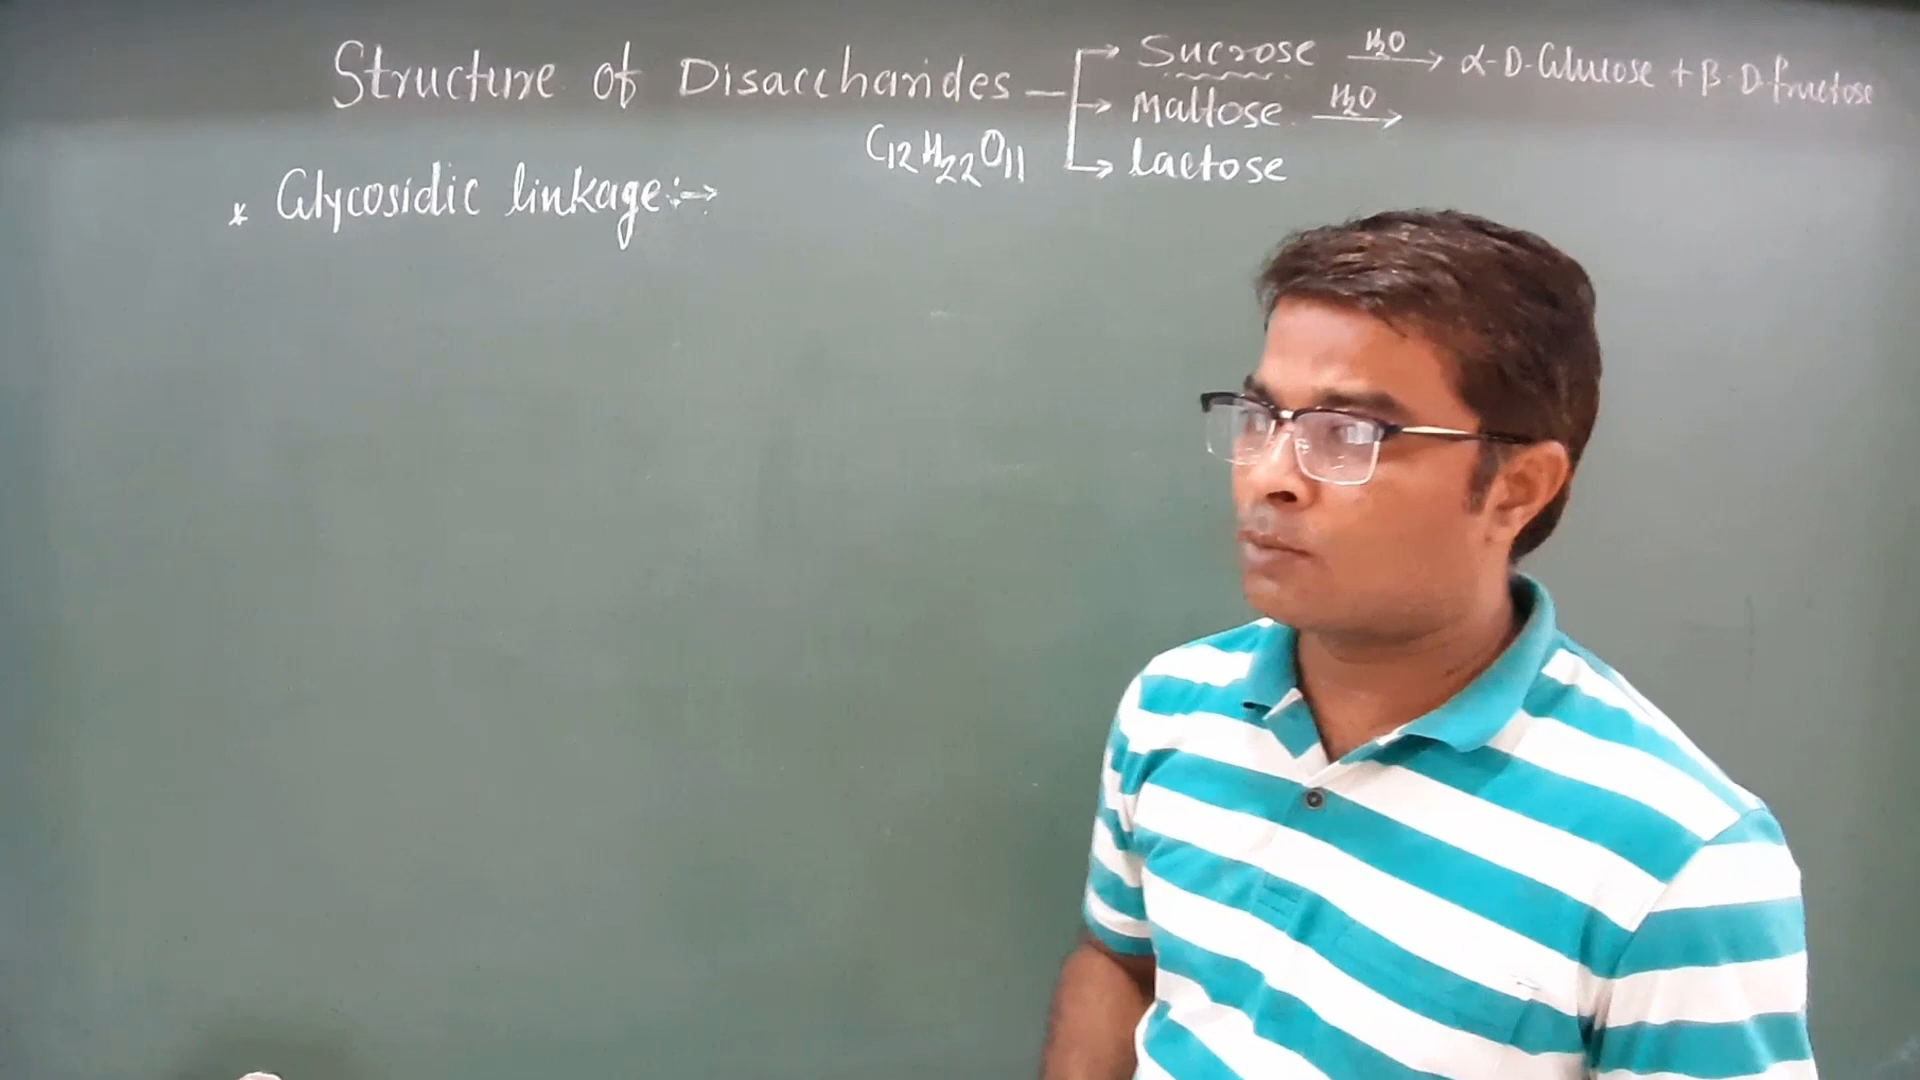 Structure of Disaccharides → Sucrose H2O → α-D-Glucose + β-D-fructose
→ Maltose H2O →
C12H22O11 → lactose
* Glycosidic linkage:→